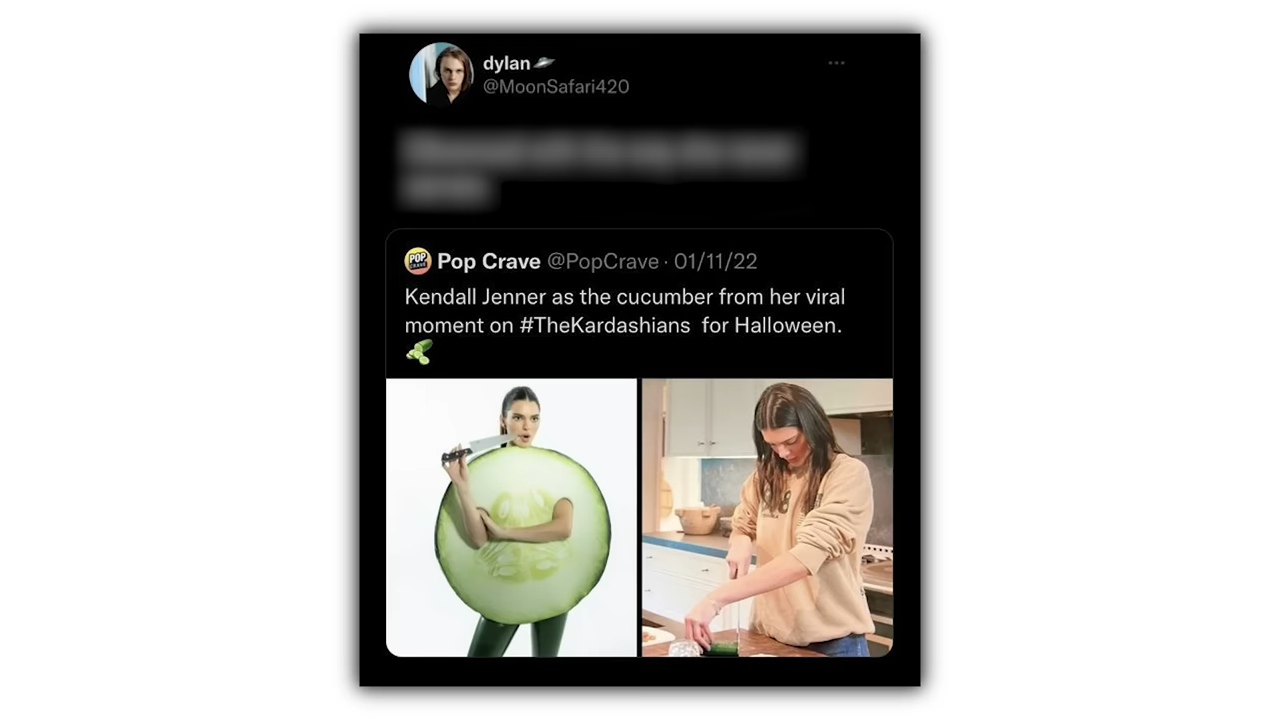 dylan🛸
@MoonSafari420
Pop Crave @PopCrave · 01/11/22
Kendall Jenner as the cucumber from her viral
moment on #TheKardashians  for Halloween.
🥒